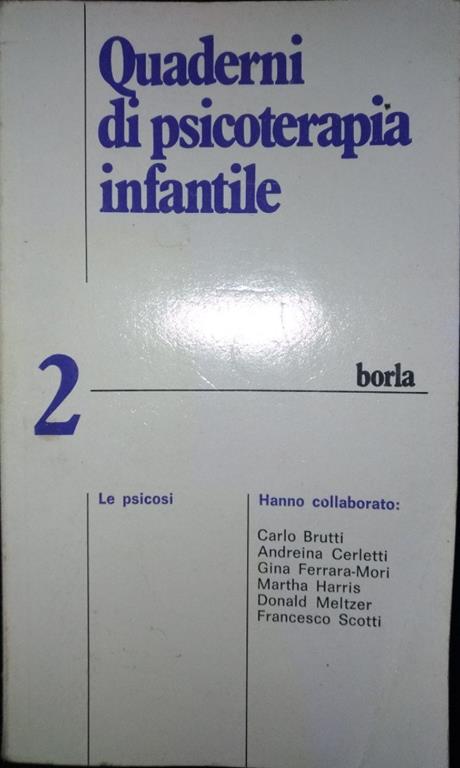 Quaderni
di psicoterapia
infantile
2
borla
Le psicosi
Hanno collaborato:
Carlo Brutti
Andreina Cerletti
Gina Ferrara-Mori
Martha Harris
Donald Meltzer
Francesco Scotti